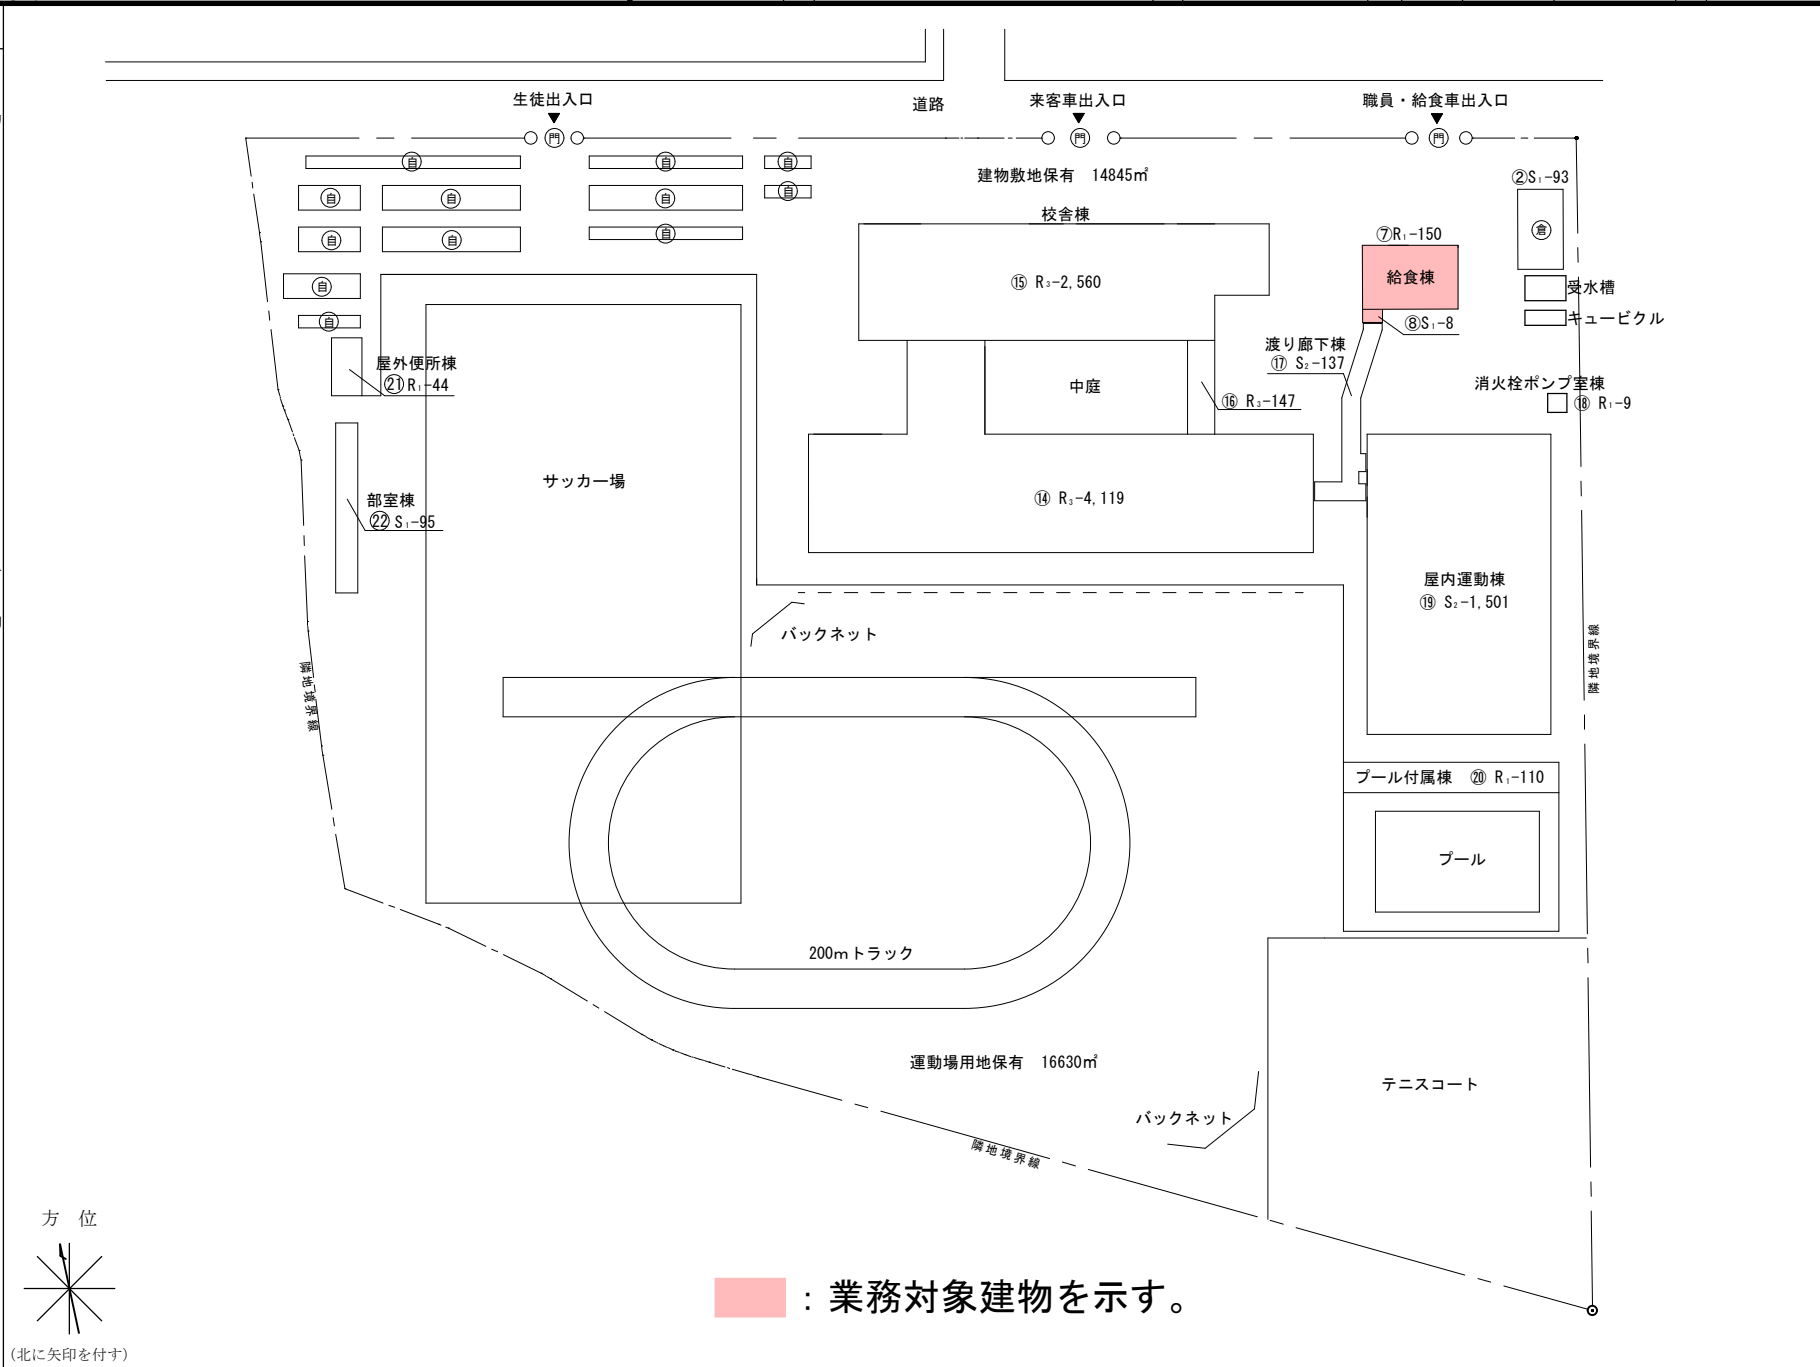 生徒出入口
道路
来客車出入口
職員・給食車出入口
門
門
門
自
自
自
建物敷地保有 14845㎡
②S₁-93
自
自
自
自
校舎棟
倉
⑦R₁-150
自
自
自
給食棟
⑮ R₃-2,560
自
受水槽
自
⑧S₁-8
キュービクル
渡り廊下棟
⑰ S₂-137
屋外便所棟
㉑R₁-44
中庭
消火栓ポンプ室棟
⑱ R₁-9
⑯ R₃-147
サッカー場
部室棟
㉒S₁-95
⑭ R₃-4,119
屋内運動棟
⑲ S₂-1,501
バックネット
隣地境界線
隣地境界線
プール付属棟 ⑳ R₁-110
プール
200mトラック
運動場用地保有 16630㎡
テニスコート
バックネット
隣地境界線
方 位
:業務対象建物を示す。
(北に矢印を付す)